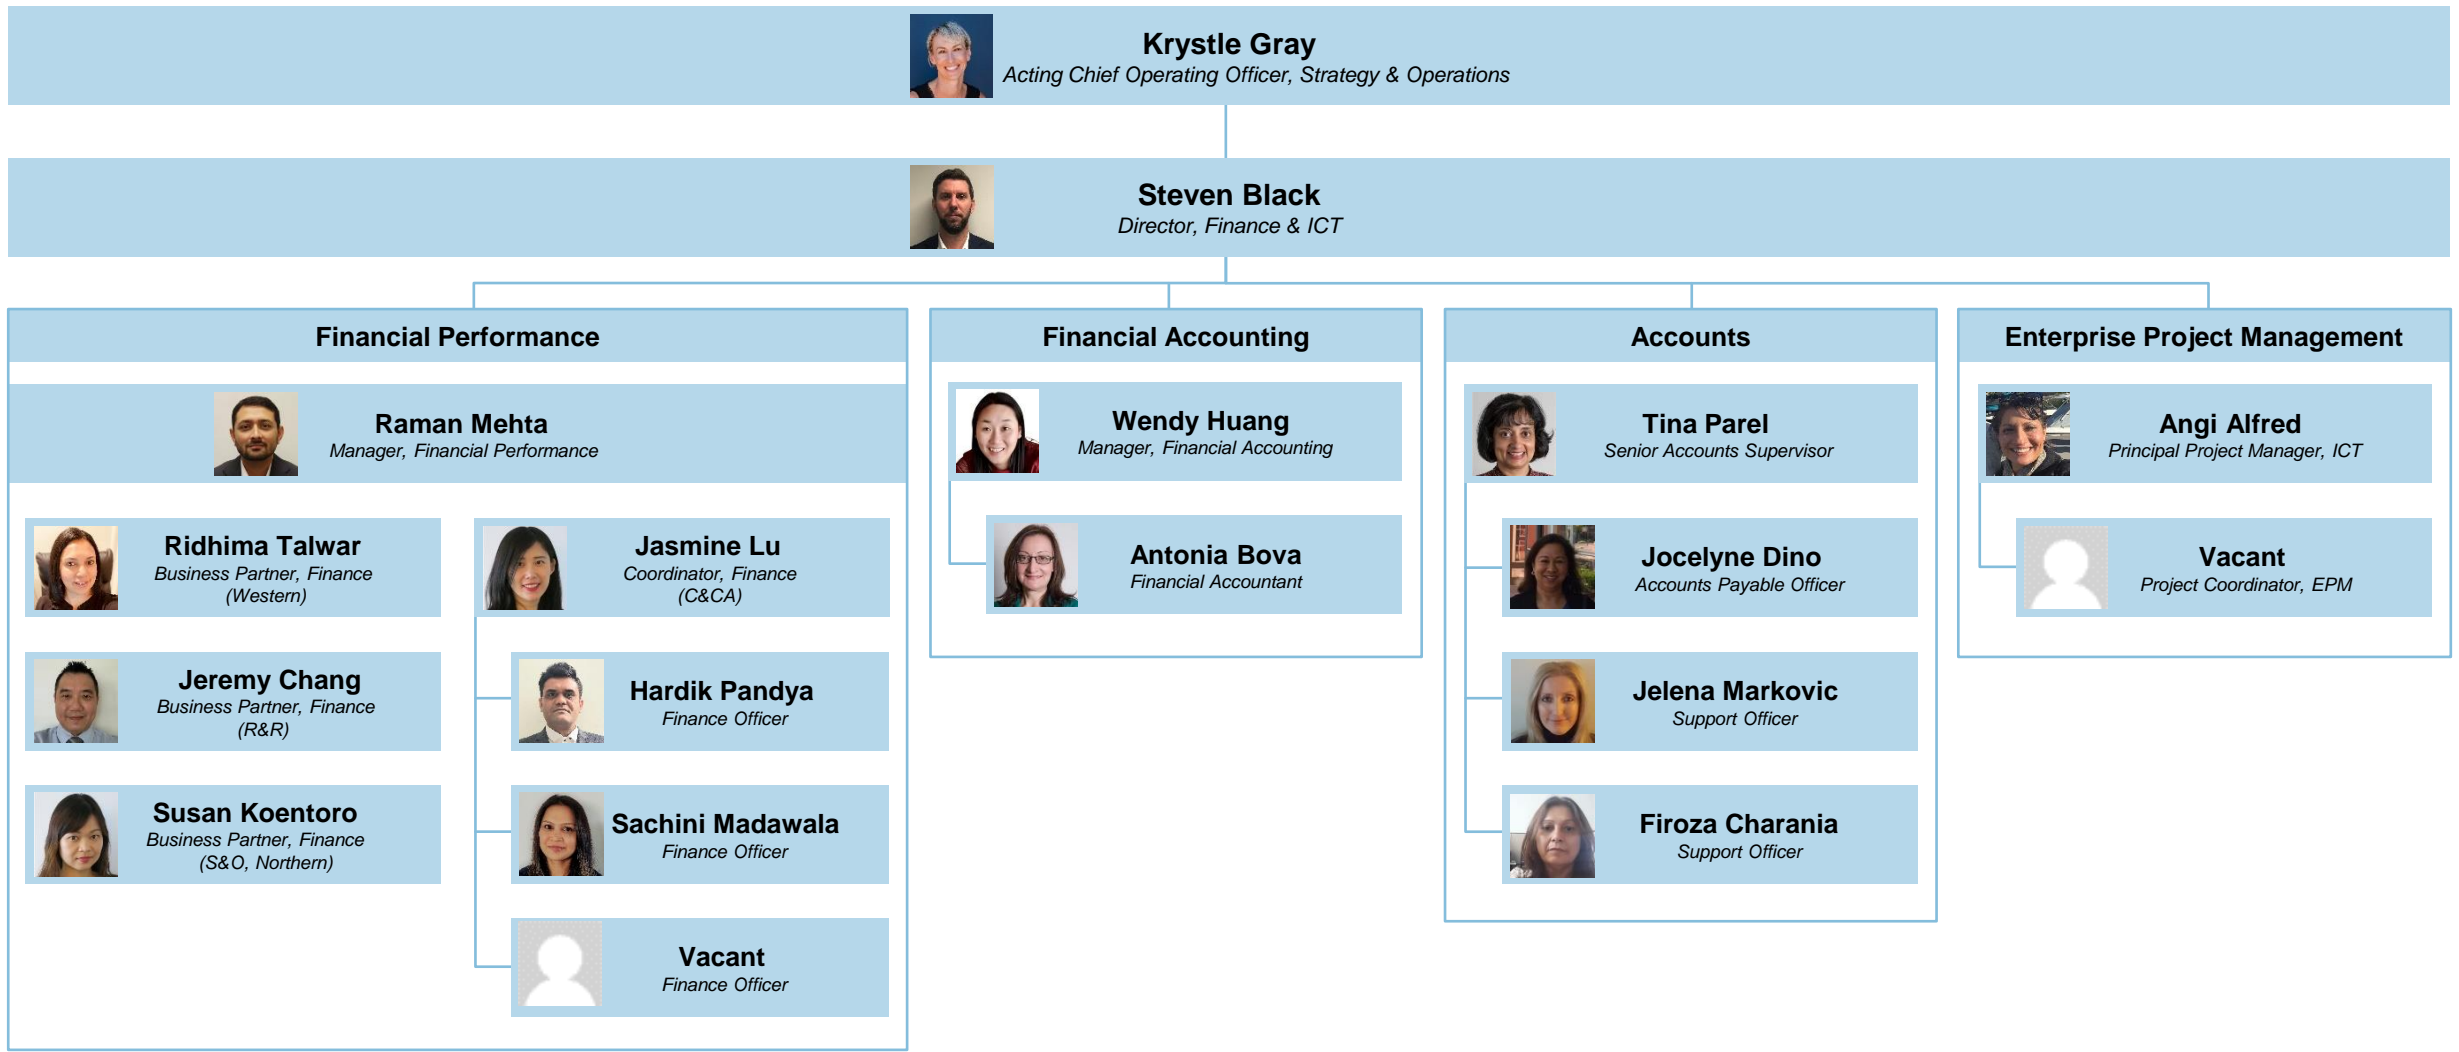 Krystle Gray
Acting Chief Operating Officer, Strategy & Operations
Steven Black
Director, Finance & ICT
Financial Performance
Raman Mehta
Manager, Financial Performance
Ridhima Talwar
Business Partner, Finance
(Western)
Jeremy Chang
Business Partner, Finance
(R&R)
Susan Koentoro
Business Partner, Finance
(S&O, Northern)
Jasmine Lu
Coordinator, Finance
(C&CA)
Hardik Pandya
Finance Officer
Sachini Madawala
Finance Officer
Vacant
Finance Officer
Financial Accounting
Wendy Huang
Manager, Financial Accounting
Antonia Bova
Financial Accountant
Accounts
Tina Parel
Senior Accounts Supervisor
Jocelyne Dino
Accounts Payable Officer
Jelena Markovic
Support Officer
Firoza Charania
Support Officer
Enterprise Project Management
Angi Alfred
Principal Project Manager, ICT
Vacant
Project Coordinator, EPM